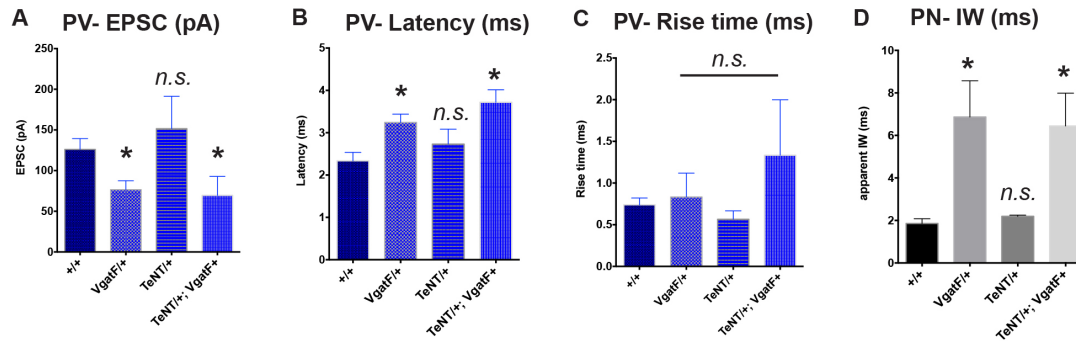 A PV- EPSC (pA)
EPSC (pA)
250
200
150
100
50
0
*
n.s.
*
+/+
VgatF/+
TeNT/+
TeNT/+; VgatF+
B PV- Latency (ms)
Latency (ms)
5
4
3
2
1
0
*
n.s.
*
+/+
VgatF/+
TeNT/+
TeNT/+; VgatF+
C PV- Rise time (ms)
Rise time (ms)
2.5
2.0
1.5
1.0
0.5
0.0
n.s.
+/+
VgatF/+
TeNT/+
TeNT/+; VgatF+
D PN- IW (ms)
apparent IW (ms)
10
8
6
4
2
0
*
n.s.
*
+/+
VgatF/+
TeNT/+
TeNT/+; VgatF+